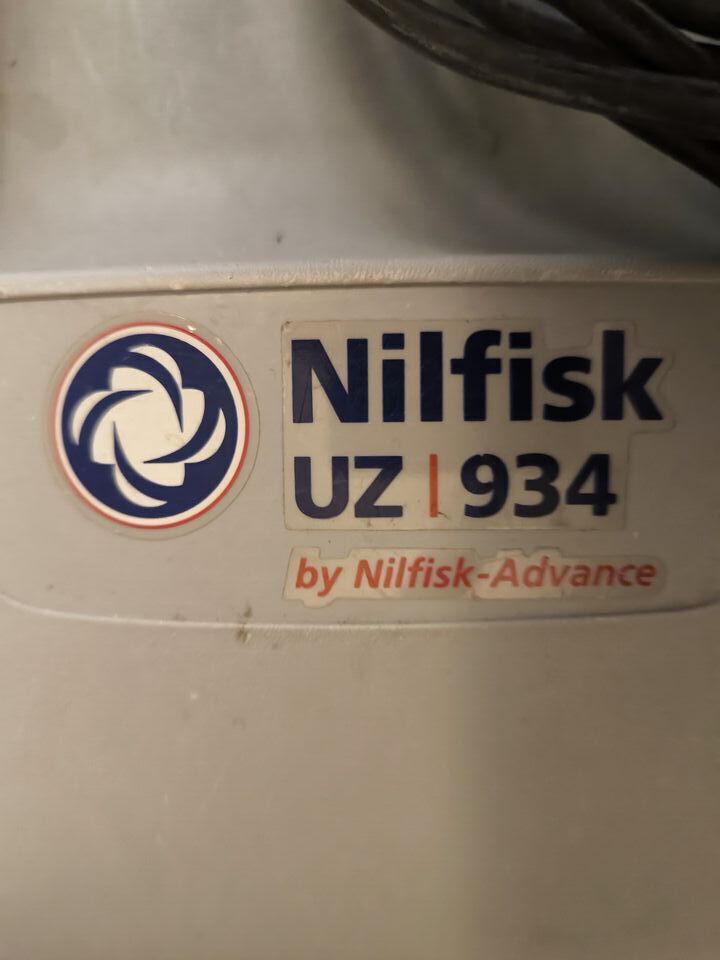 Nilfisk
UZ | 934
by Nilfisk-Advance